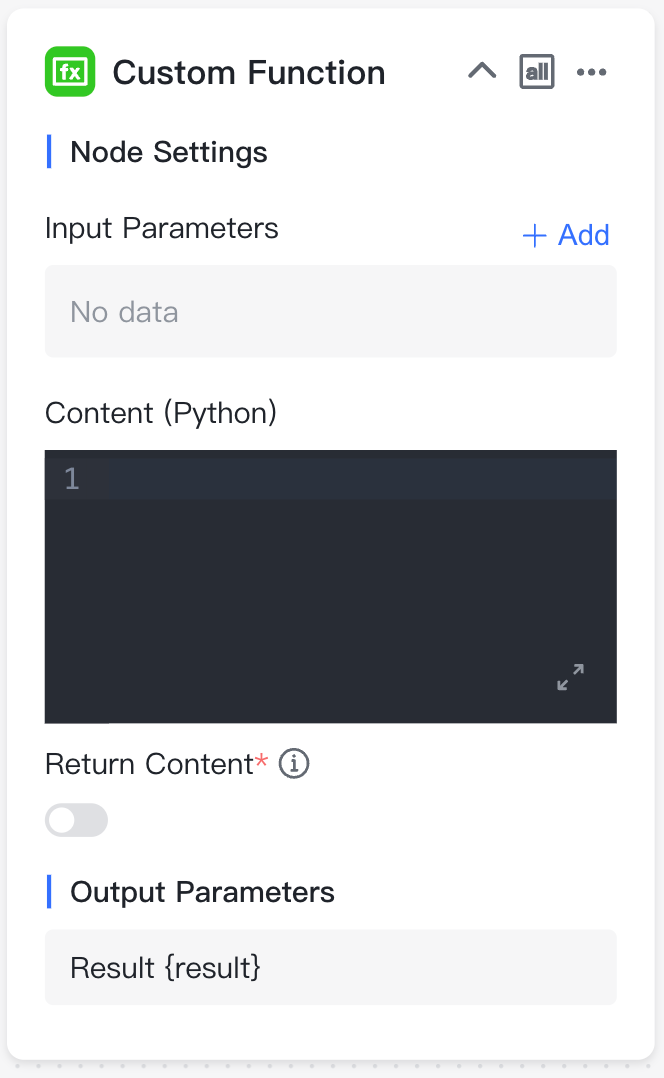 fx Custom Function all
Node Settings
Input Parameters
+ Add
No data
Content (Python)
1
Return Content* i
Output Parameters
Result {result}